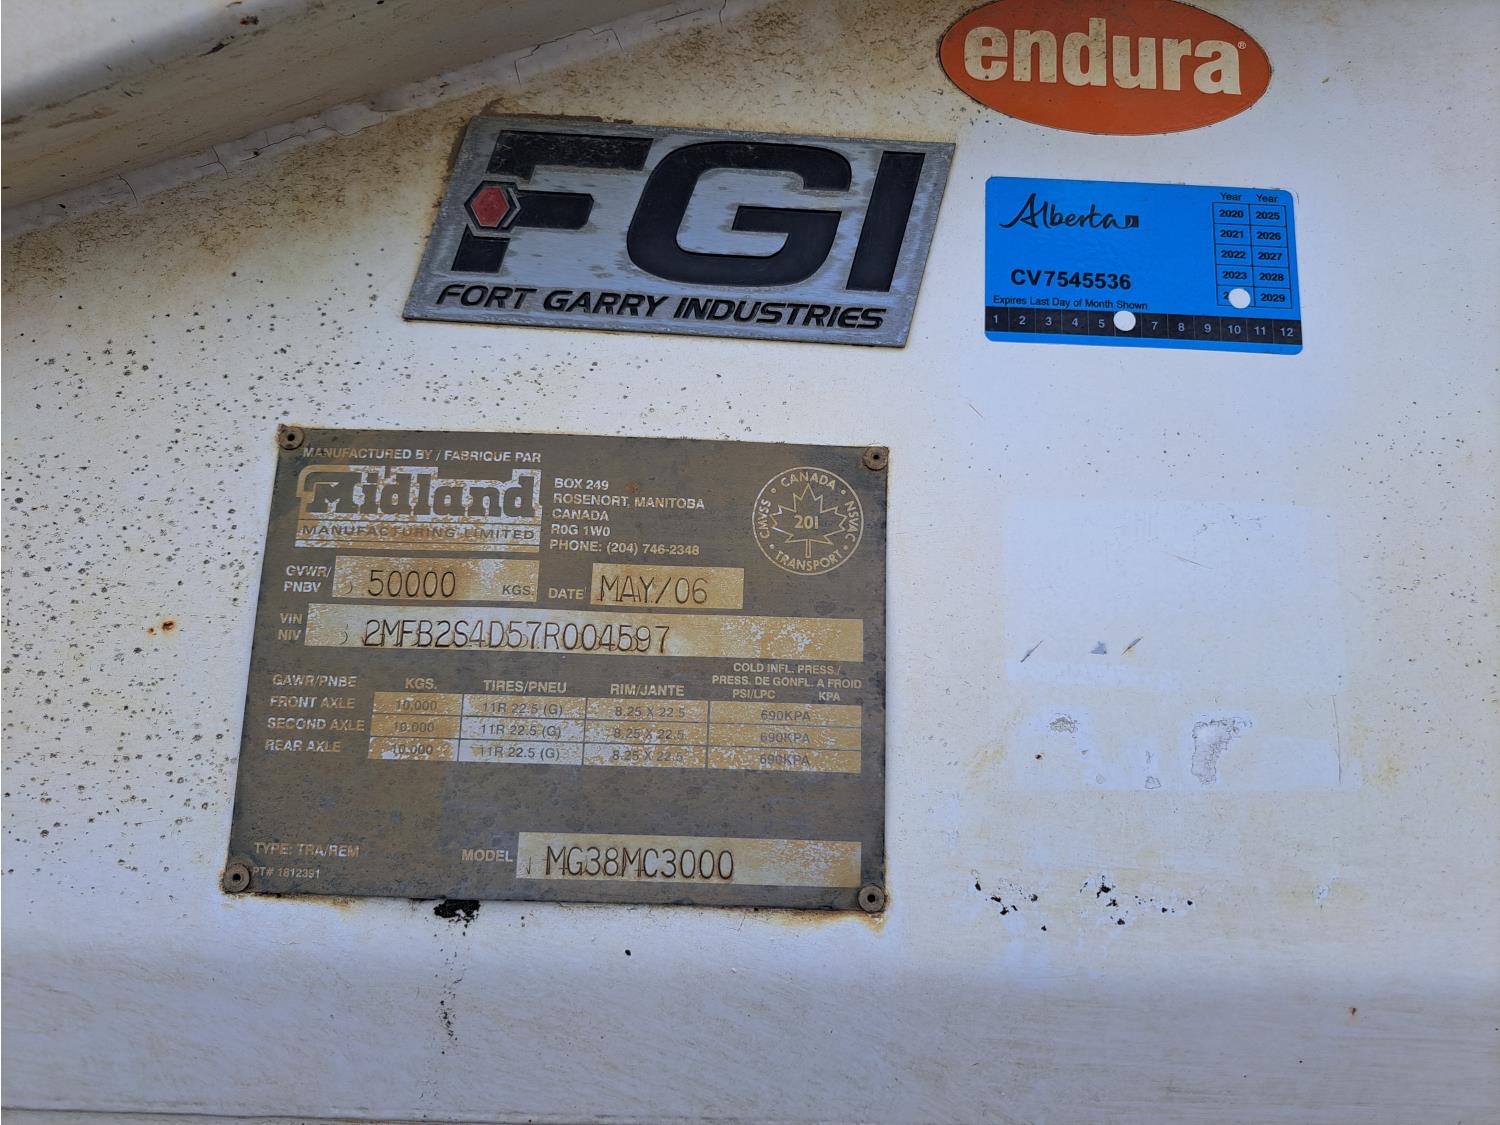 endura®
FGI
FORT GARRY INDUSTRIES
Alberta
Year Year
2020 2025
2021 2026
2022 2027
2023 2028
2029
CV7545536
Expires Last Day of Month Shown
1 2 3 4 5 7 8 9 10 11 12
MANUFACTURED BY / FABRIQUE PAR
Midland
MANUFACTURING LIMITED
BOX 249
ROSENORT, MANITOBA
CANADA
R0G 1W0
PHONE: (204) 746-2348
CANADA
CMVSS 201 NSVAC
TRANSPORT
GVWR/
PNBV 50000 KGS. DATE MAY/06
VIN
NIV 2MFB2S4D57R004597
GAWR/PNBE KGS. TIRES/PNEU RIM/JANTE COLD INFL. PRESS./
PRESS. DE GONFL. A FROID
PSI/LPC KPA
FRONT AXLE 10,000 11R 22.5 (G) 8.25 X 22.5 690KPA
SECOND AXLE 10,000 11R 22.5 (G) 8.25 X 22.5 690KPA
REAR AXLE 10,000 11R 22.5 (G) 8.25 X 22.5 690KPA
TYPE: TRA/REM MODEL MG38MC3000
PT# 1812391